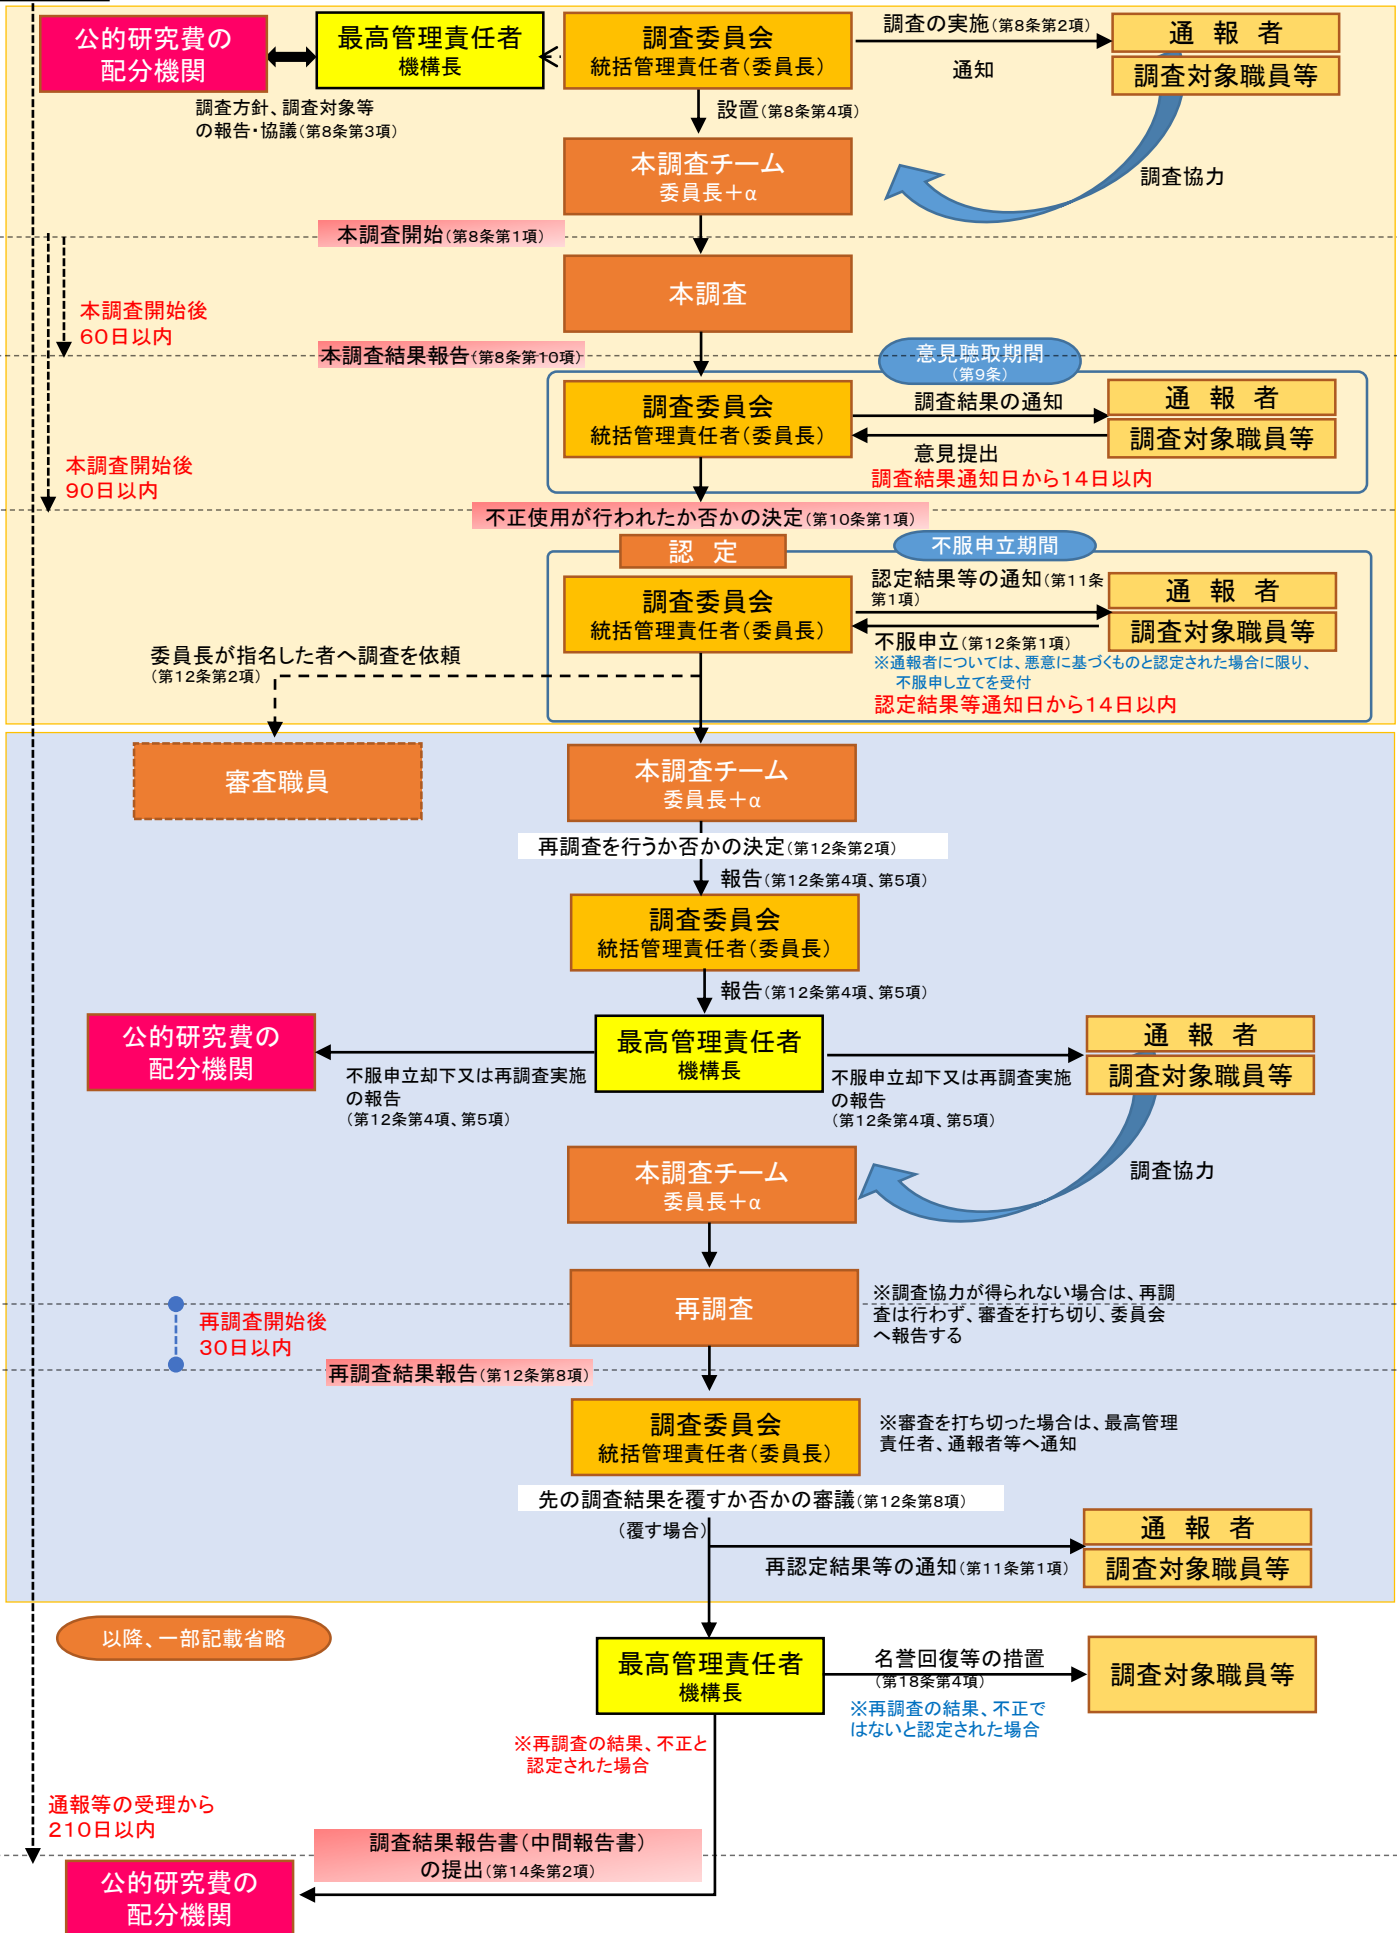 公的研究費の
配分機関
最高管理責任者
機構長
調査委員会
統括管理責任者(委員長)
調査の実施(第8条第2項)
通知
通 報 者
調査対象職員等
調査方針、調査対象等
の報告・協議(第8条第3項)
設置(第8条第4項)
本調査チーム
委員長+α
調査協力
本調査開始(第8条第1項)
本調査
本調査開始後
60日以内
本調査結果報告(第8条第10項)
意見聴取期間
(第9条)
調査委員会
統括管理責任者(委員長)
調査結果の通知
通 報 者
調査対象職員等
意見提出
調査結果通知日から14日以内
本調査開始後
90日以内
不正使用が行われたか否かの決定(第10条第1項)
認 定
不服申立期間
調査委員会
統括管理責任者(委員長)
認定結果等の通知(第11条
第1項)
通 報 者
調査対象職員等
不服申立(第12条第1項)
※通報者については、悪意に基づくものと認定された場合に限り、
不服申し立てを受付
認定結果等通知日から14日以内
委員長が指名した者へ調査を依頼
(第12条第2項)
審査職員
本調査チーム
委員長+α
再調査を行うか否かの決定(第12条第2項)
報告(第12条第4項、第5項)
調査委員会
統括管理責任者(委員長)
報告(第12条第4項、第5項)
公的研究費の
配分機関
最高管理責任者
機構長
通 報 者
調査対象職員等
不服申立却下又は再調査実施
の報告
(第12条第4項、第5項)
不服申立却下又は再調査実施
の報告
(第12条第4項、第5項)
本調査チーム
委員長+α
調査協力
再調査
※調査協力が得られない場合は、再調
査は行わず、審査を打ち切り、委員会
へ報告する
再調査開始後
30日以内
再調査結果報告(第12条第8項)
調査委員会
統括管理責任者(委員長)
※審査を打ち切った場合は、最高管理
責任者、通報者等へ通知
先の調査結果を覆すか否かの審議(第12条第8項)
(覆す場合)
再認定結果等の通知(第11条第1項)
通 報 者
調査対象職員等
以降、一部記載省略
最高管理責任者
機構長
名誉回復等の措置
(第18条第4項)
調査対象職員等
※再調査の結果、不正で
はないと認定された場合
※再調査の結果、不正と
認定された場合
通報等の受理から
210日以内
調査結果報告書(中間報告書)
の提出(第14条第2項)
公的研究費の
配分機関